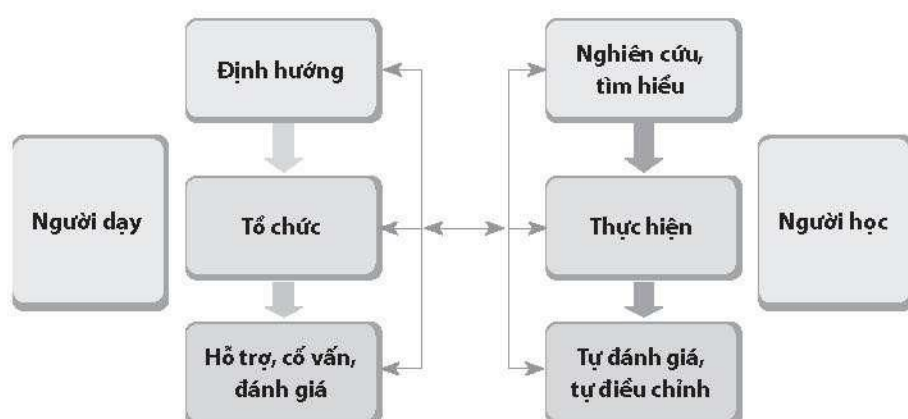 Định hướng
Nghiên cứu,
tìm hiểu
Người dạy
Tổ chức
Thực hiện
Người học
Hỗ trợ, cố vấn,
đánh giá
Tự đánh giá,
tự điều chỉnh